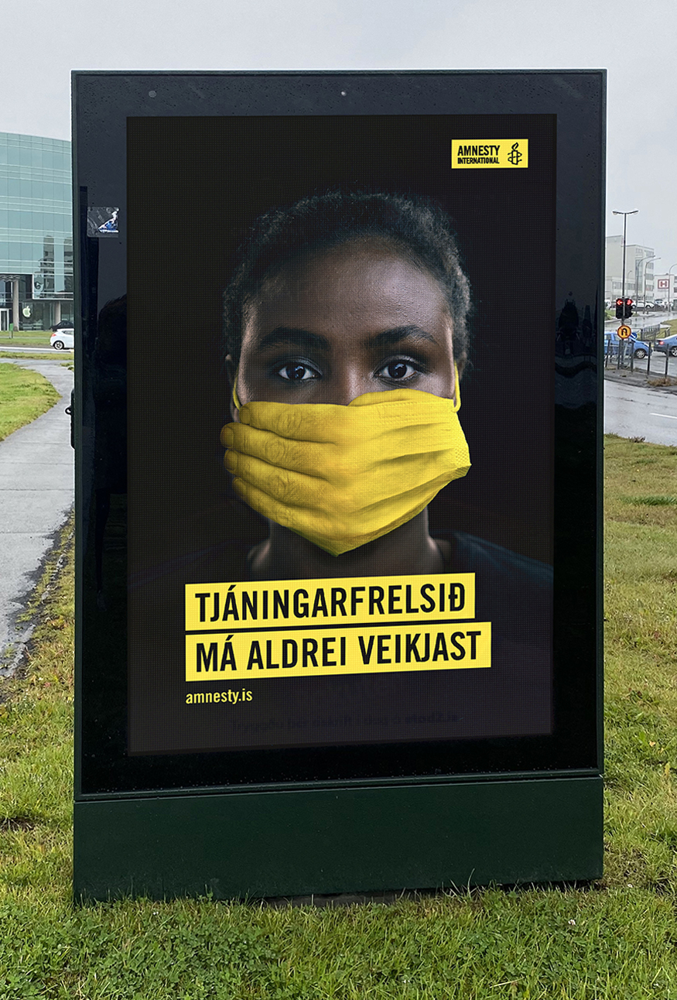 AMNESTY
INTERNATIONAL
TJÁNINGARFRELSIÐ
MÁ ALDREI VEIKJAST
amnesty.is
H